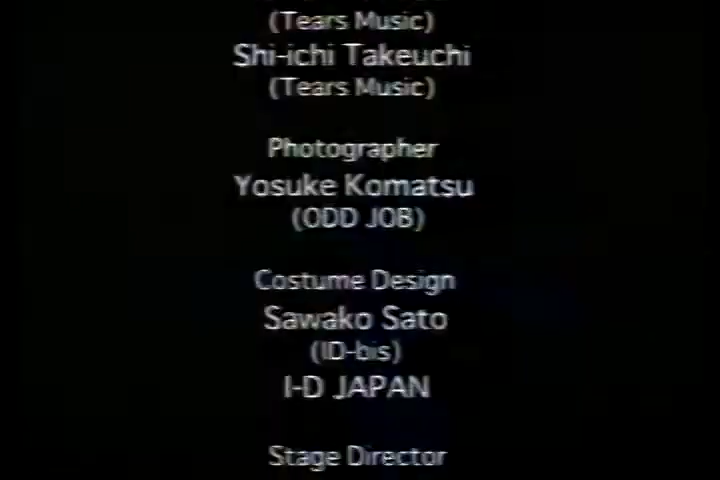 (Tears Music)
Shi-ichi Takeuchi
(Tears Music)
Photographer
Yosuke Komatsu
(ODD JOB)
Costume Design
Sawako Sato
(ID-bis)
I-D JAPAN
Stage Director